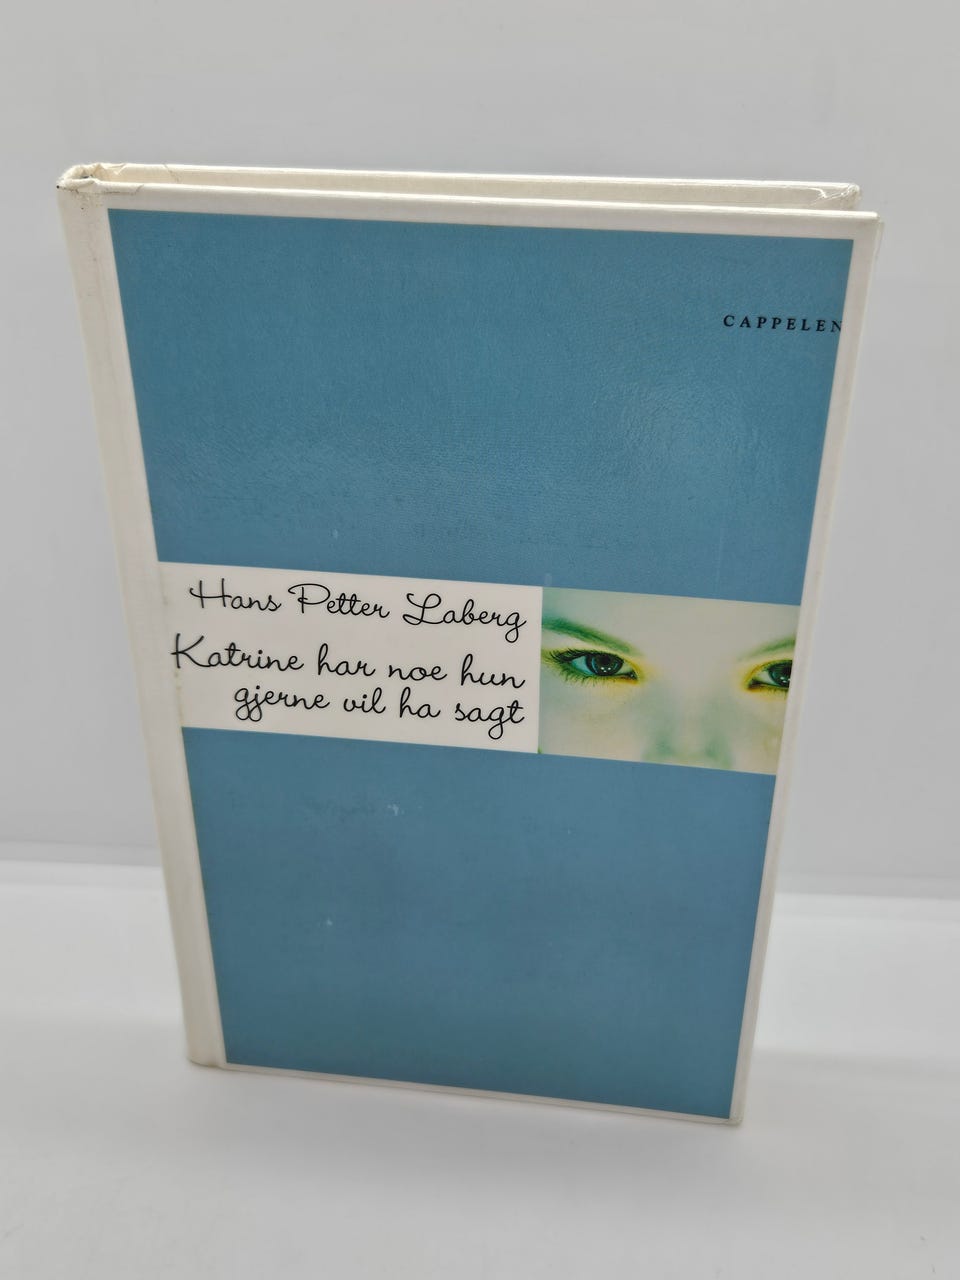 CAPPELEN
Hans Petter Laberg
Katrine har noe hun
gjerne vil ha sagt